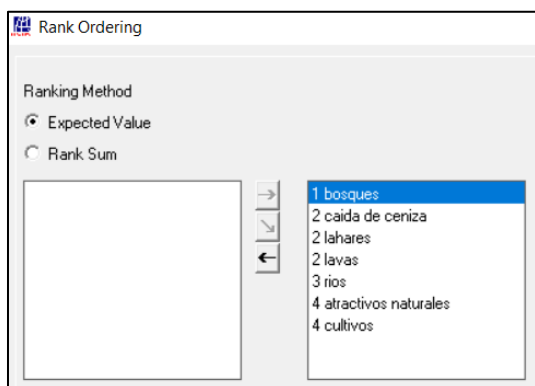 Rank Ordering
Ranking Method
Expected Value
Rank Sum
1 bosques
2 caida de ceniza
2 lahares
2 lavas
3 rios
4 atractivos naturales
4 cultivos